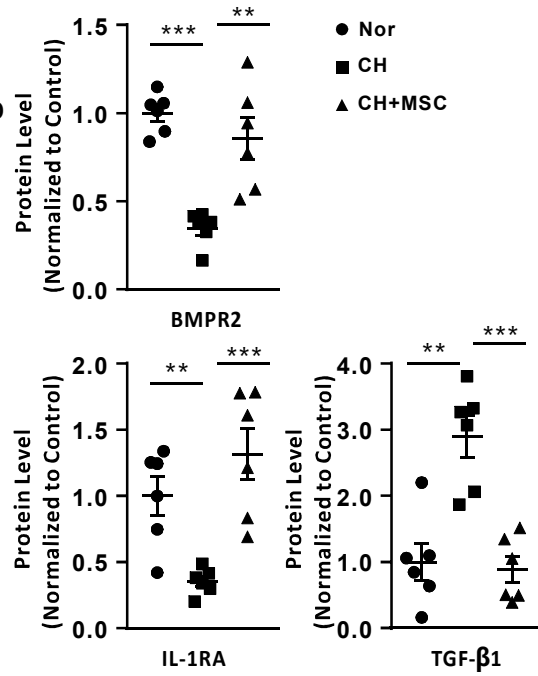 ** 
***
Nor
CH
CH+MSC
1.5
1.0
0.5
0.0
Protein Level
(Normalized to Control)
BMPR2
** ***
2.0
1.5
1.0
0.5
0.0
Protein Level
(Normalized to Control)
IL-1RA
***
**
4.0
3.0
2.0
1.0
0.0
Protein Level
(Normalized to Control)
TGF-β1